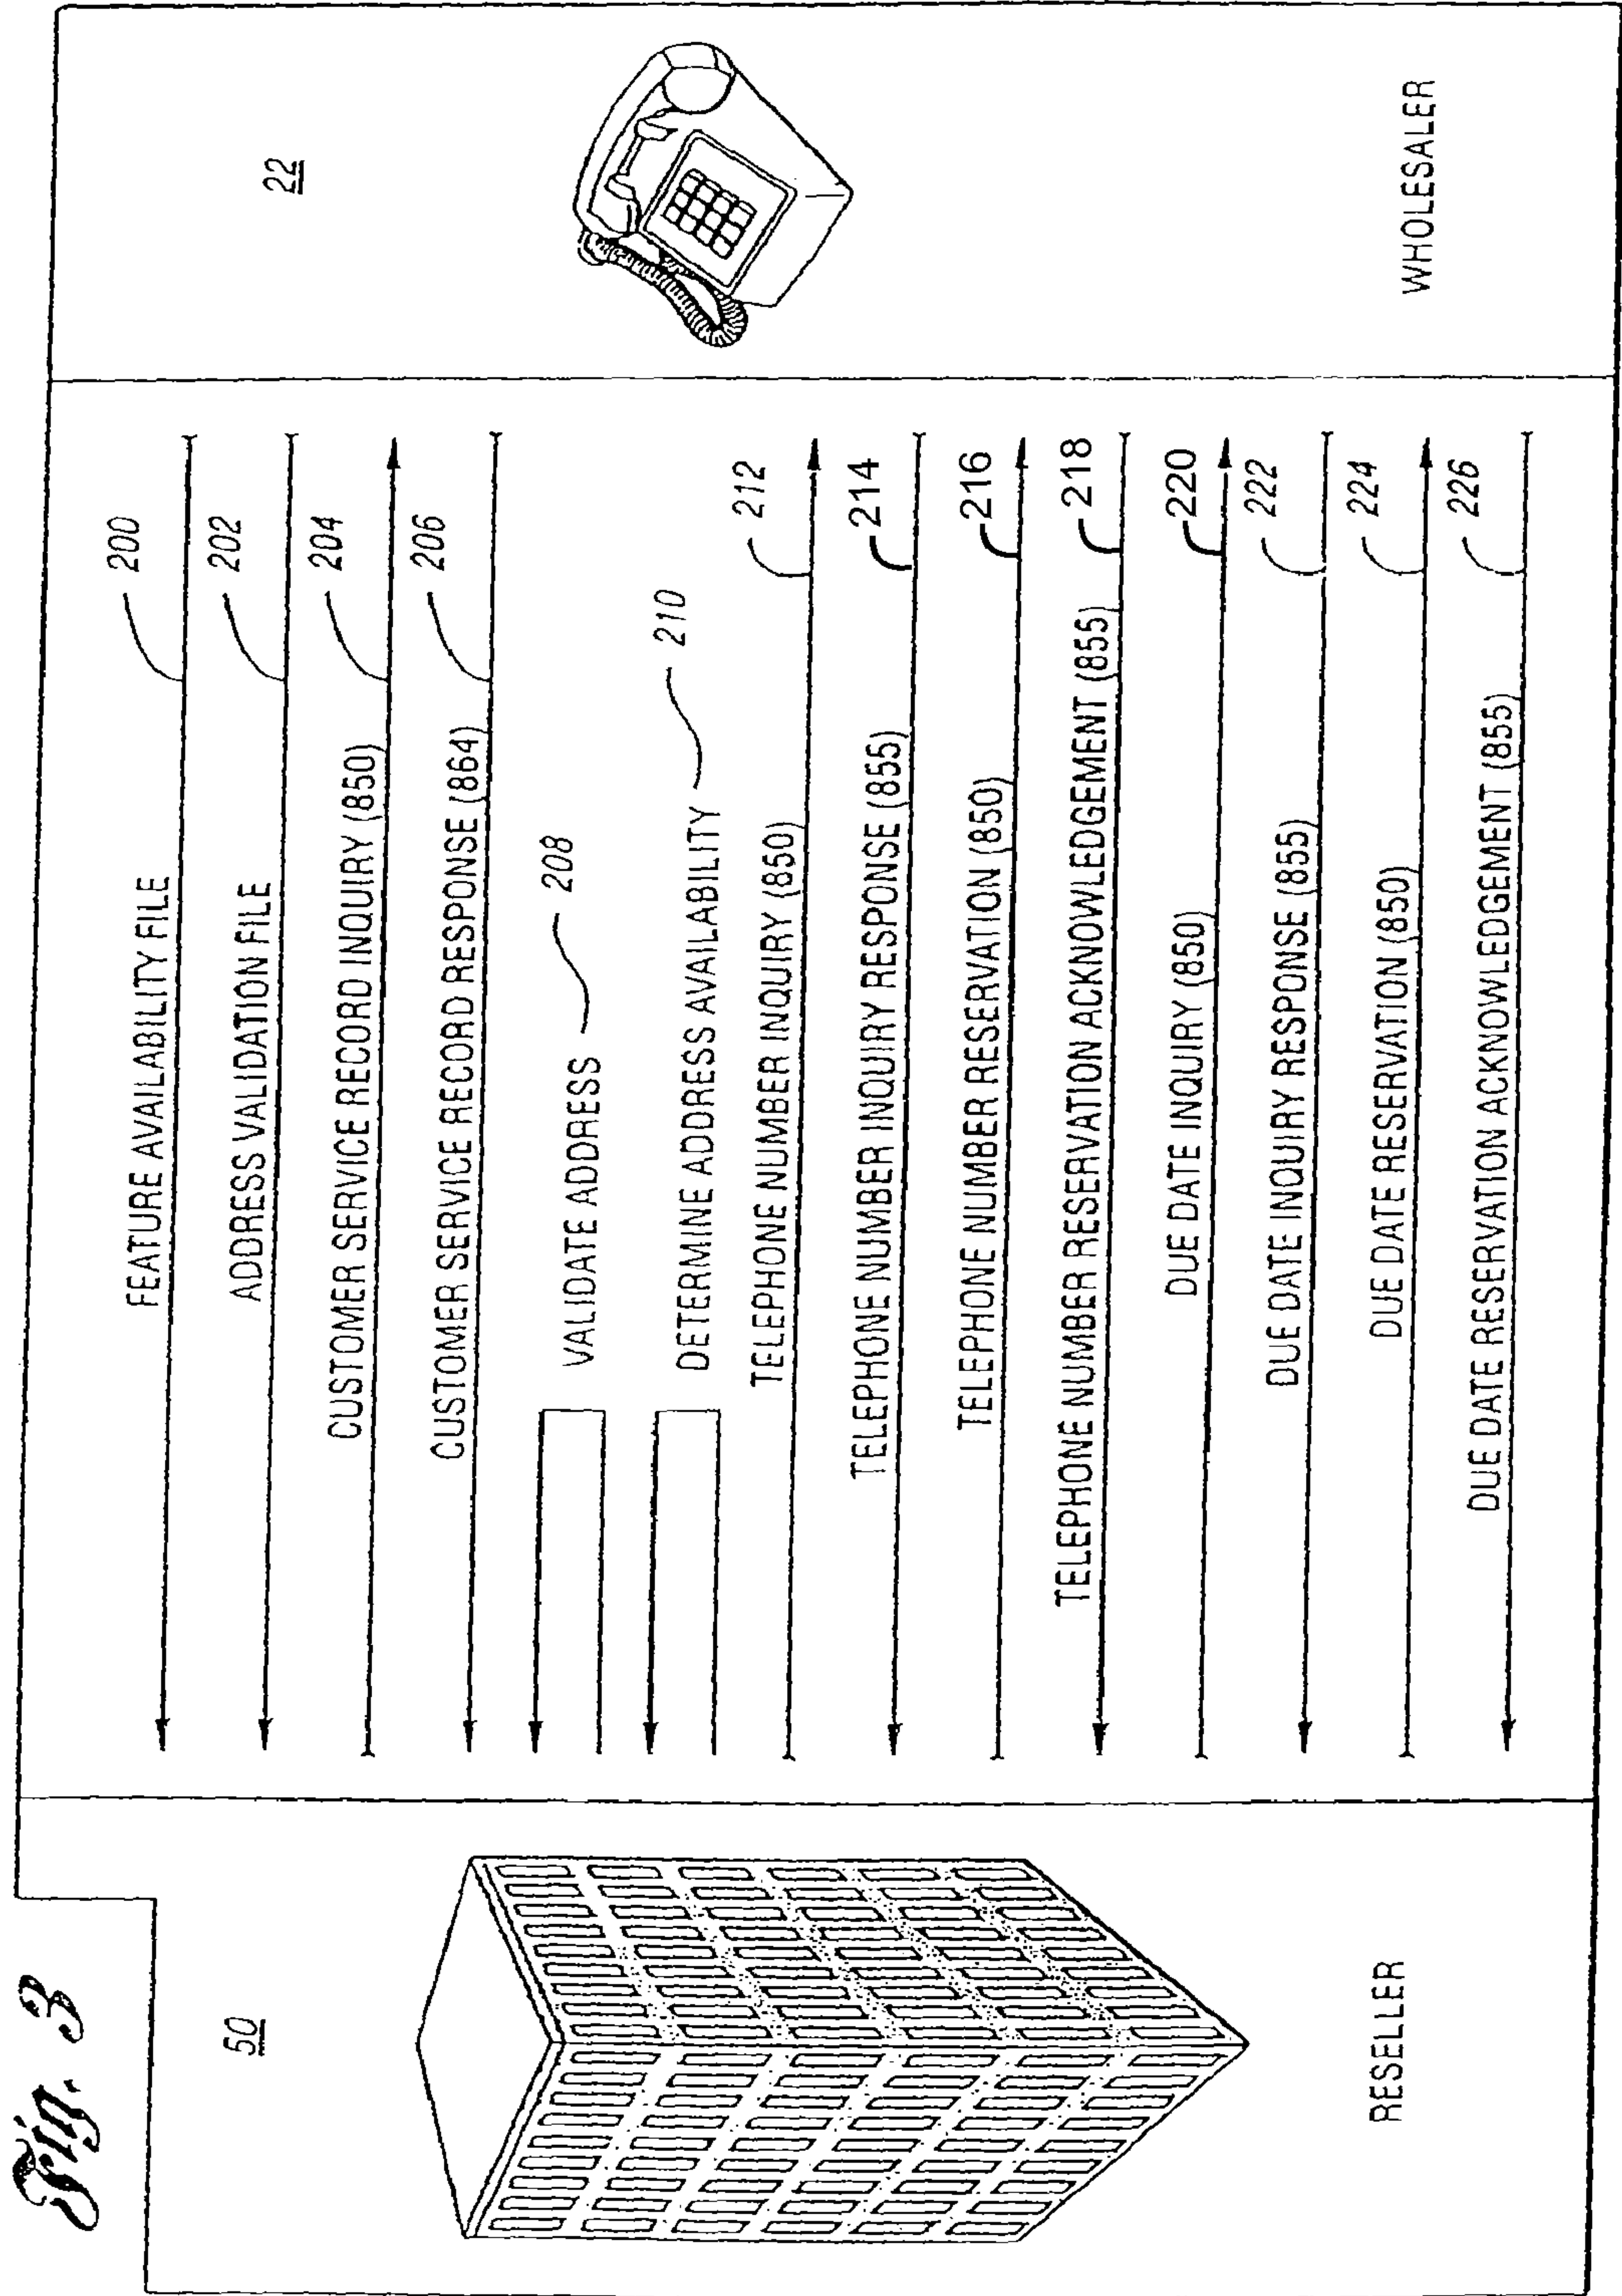 Fig. 3
50
RESELLER
FEATURE AVAILABILITY FILE
200
ADDRESS VALIDATION FILE
202
CUSTOMER SERVICE RECORD INQUIRY (850)
204
CUSTOMER SERVICE RECORD RESPONSE (864)
206
VALIDATE ADDRESS
208
DETERMINE ADDRESS AVAILABILITY
210
TELEPHONE NUMBER INQUIRY (850)
212
TELEPHONE NUMBER INQUIRY RESPONSE (855)
214
TELEPHONE NUMBER RESERVATION (850)
216
TELEPHONE NUMBER RESERVATION ACKNOWLEDGEMENT (855)
218
DUE DATE INQUIRY (850)
220
DUE DATE INQUIRY RESPONSE (855)
222
DUE DATE RESERVATION (850)
224
DUE DATE RESERVATION ACKNOWLEDGEMENT (855)
226
22
WHOLESALER